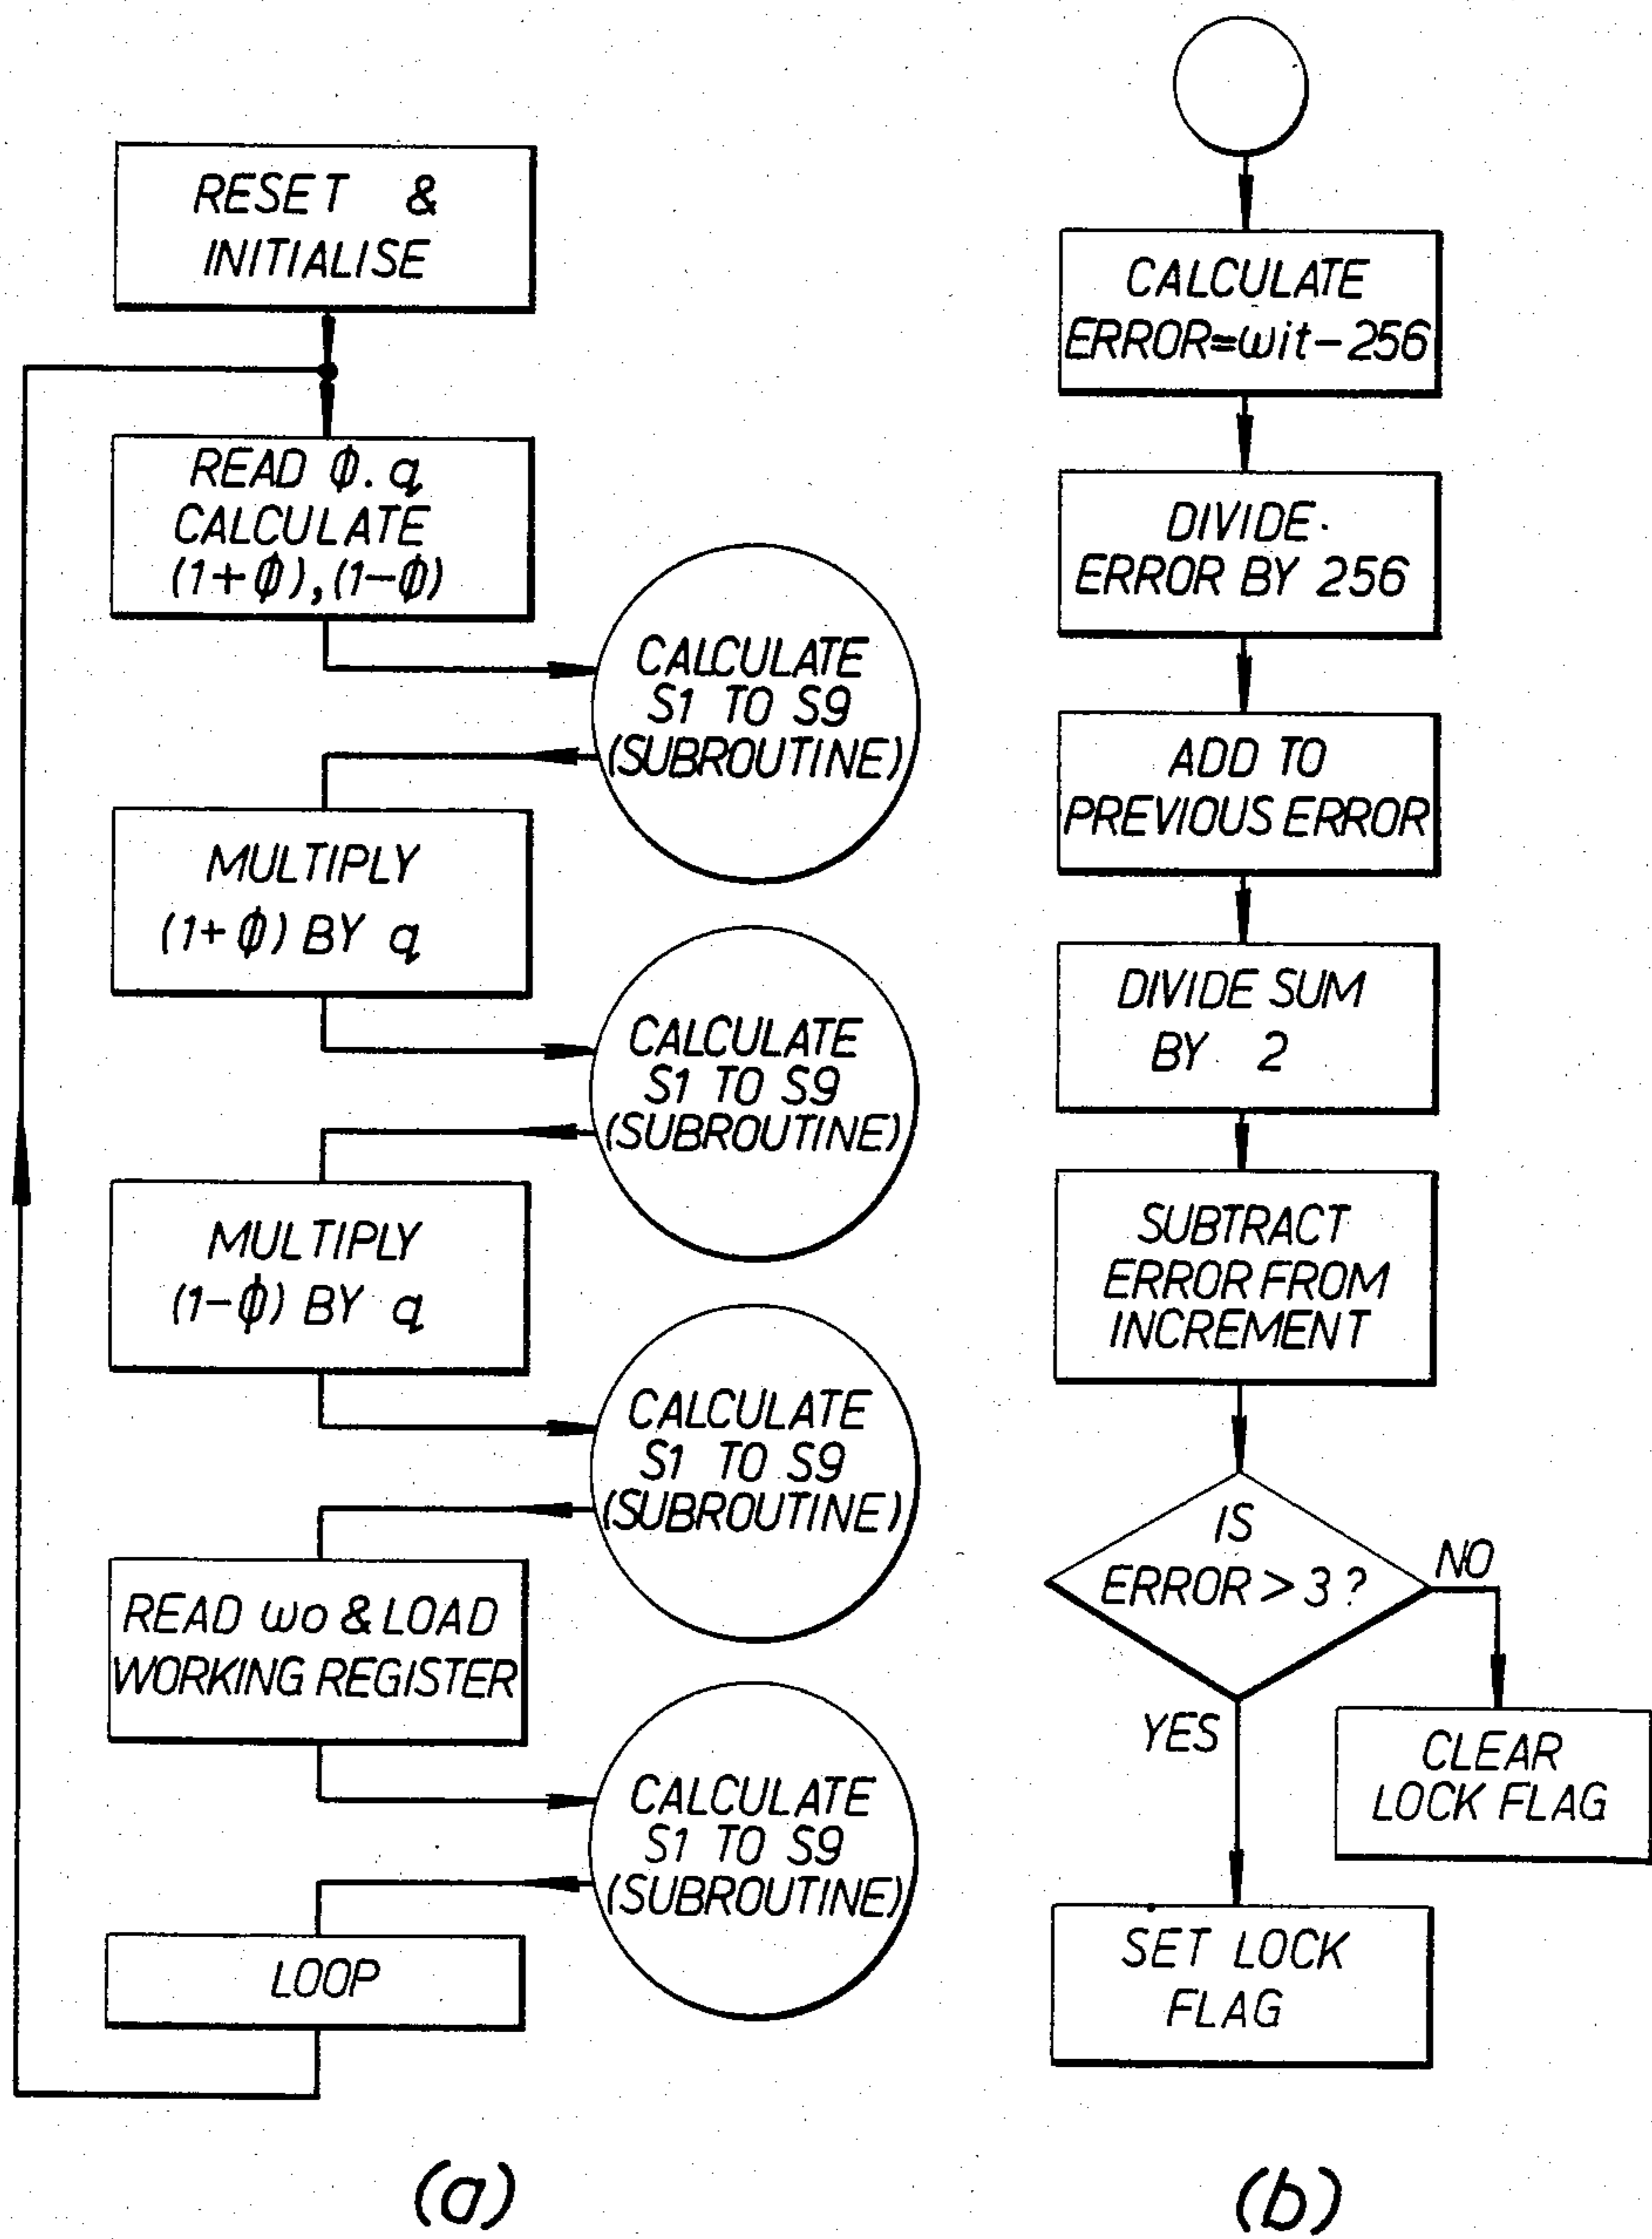 RESET &
INITIALISE
READ Φ. q
CALCULATE
(1+Φ),(1−Φ)
CALCULATE
S1 TO S9
(SUBROUTINE)
MULTIPLY
(1+Φ) BY q
CALCULATE
S1 TO S9
(SUBROUTINE)
MULTIPLY
(1−Φ) BY q
CALCULATE
S1 TO S9
(SUBROUTINE)
READ ωo & LOAD
WORKING REGISTER
CALCULATE
S1 TO S9
(SUBROUTINE)
LOOP
(a)
CALCULATE
ERROR=ωit−256
DIVIDE
ERROR BY 256
ADD TO
PREVIOUS ERROR
DIVIDE SUM
BY 2
SUBTRACT
ERROR FROM
INCREMENT
IS
ERROR > 3 ?
NO
YES
CLEAR
LOCK FLAG
SET LOCK
FLAG
(b)